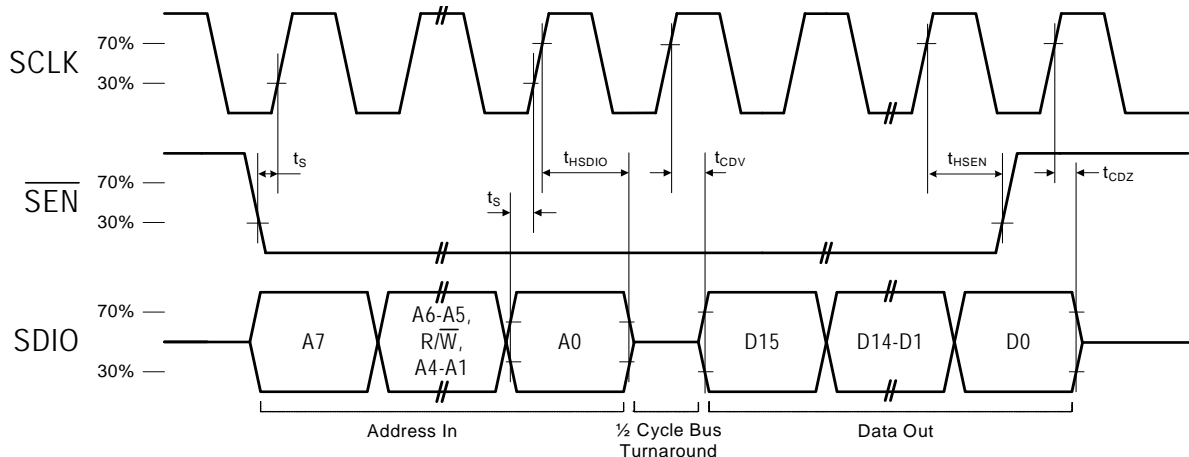 SCLK
70%
30%
SEN
70%
30%
tS
tS
tHSDIO
tCDV
tHSEN
tCDZ
SDIO
70%
30%
A7
A6-A5,
R/W,
A4-A1
A0
D15
D14-D1
D0
Address In
½ Cycle Bus
Turnaround
Data Out